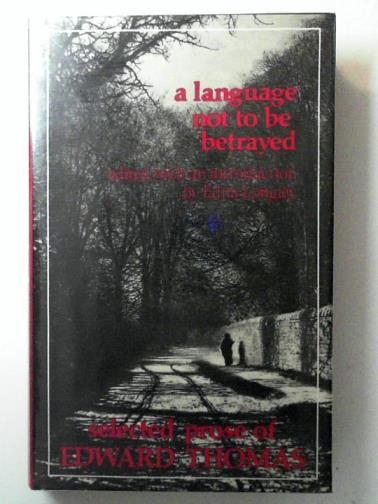 a language
not to be
betrayed
edited with an introduction
by Edna Longley
selected prose of
EDWARD THOMAS